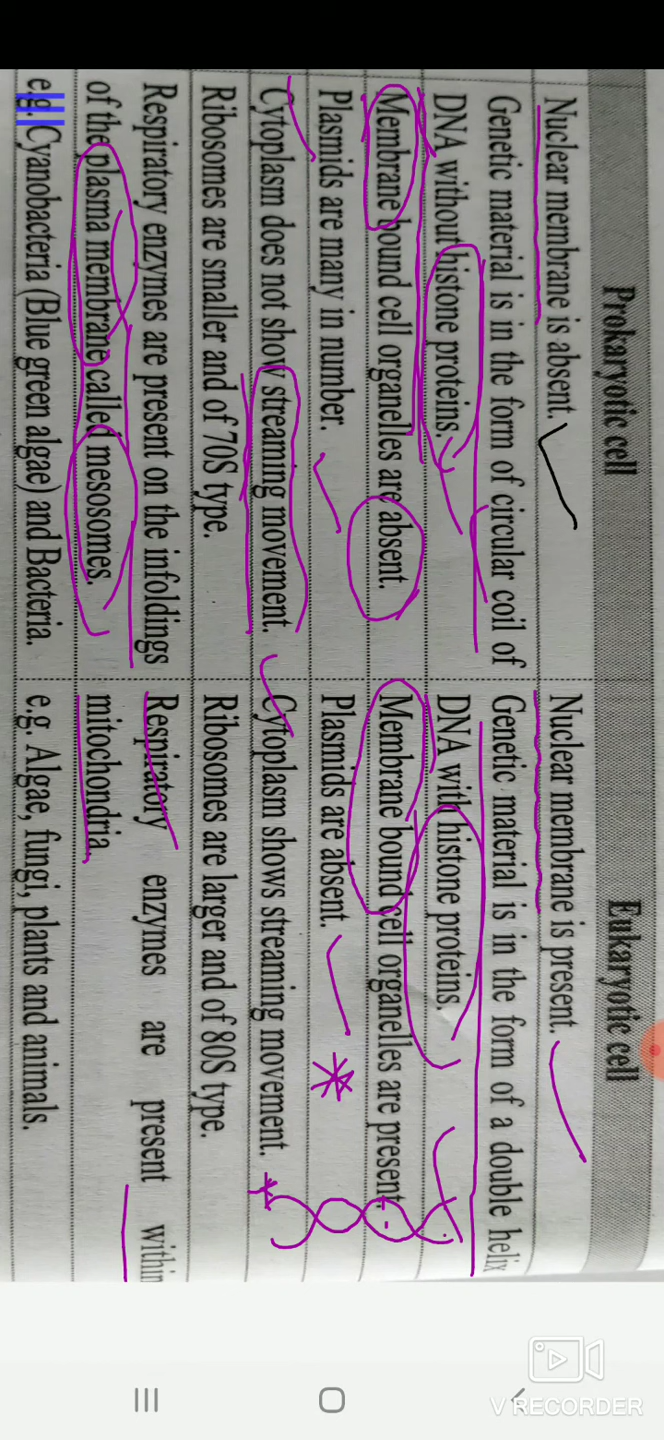 Prokaryotic cell
Eukaryotic cell
Nuclear membrane is absent.
Nuclear membrane is present.
Genetic material is in the form of circular coil of
DNA without histone proteins.
Genetic material is in the form of a double helix
DNA with histone proteins.
Membrane bound cell organelles are absent.
Membrane bound cell organelles are present.
Plasmids are many in number.
Plasmids are absent.
Cytoplasm does not show streaming movement.
Cytoplasm shows streaming movement.
Ribosomes are smaller and of 70S type.
Ribosomes are larger and of 80S type.
Respiratory enzymes are present on the infoldings
of the plasma membrane called mesosomes.
Respiratory enzymes are present within
mitochondria.
e.g. Cyanobacteria (Blue green algae) and Bacteria.
e.g. Algae, fungi, plants and animals.
V RECORDER